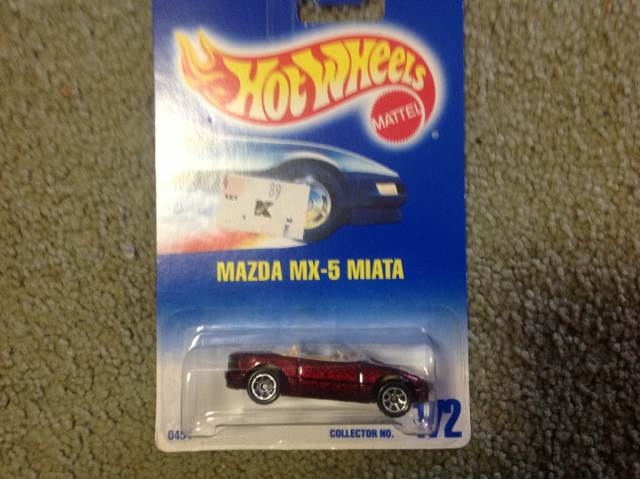 HOT WHEELS
MATTEL
®
89
K
MAZDA MX-5 MIATA
COLLECTOR NO.